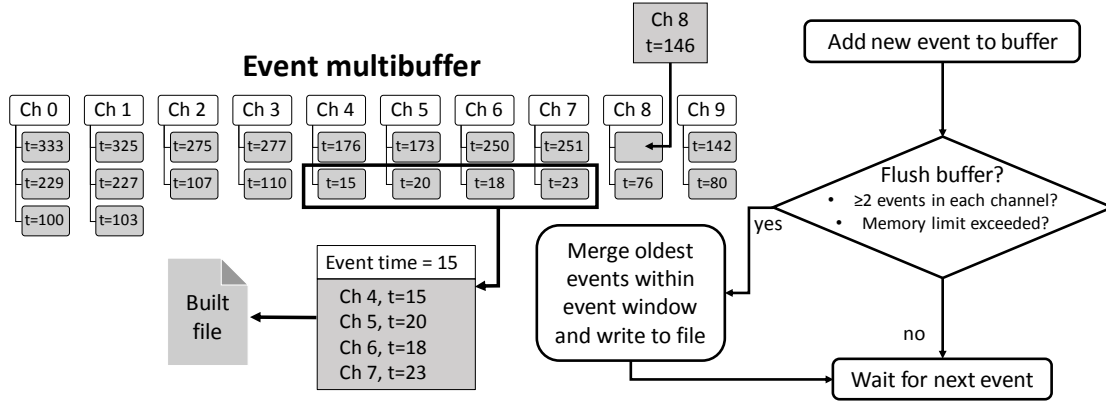 Ch 8
t=146
Event multibuffer
Ch 0 Ch 1 Ch 2 Ch 3 Ch 4 Ch 5 Ch 6 Ch 7 Ch 8 Ch 9
t=333 t=325 t=275 t=277 t=176 t=173 t=250 t=251 t=142
t=229 t=227 t=107 t=110 t=15 t=20 t=18 t=23 t=76 t=80
t=100 t=103
Event time = 15
Ch 4, t=15
Ch 5, t=20
Ch 6, t=18
Ch 7, t=23
Built
file
Add new event to buffer
Flush buffer?
• ≥2 events in each channel?
• Memory limit exceeded?
yes
Merge oldest
events within
event window
and write to file
no
Wait for next event